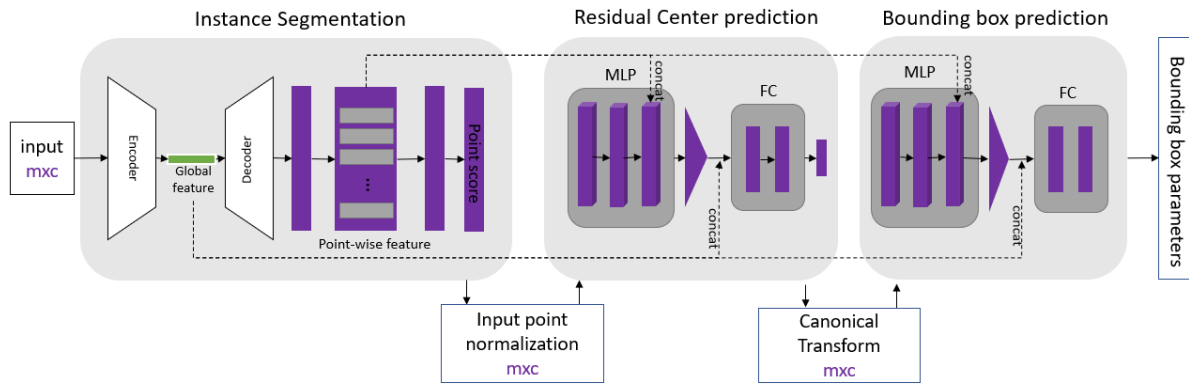 Instance Segmentation
Residual Center prediction
Bounding box prediction
input
mxc
Encoder
Global
feature
Decoder
...
Point score
Point-wise feature
MLP
concat
FC
concat
MLP
concat
FC
concat
Bounding box parameters
Input point
normalization
mxc
Canonical
Transform
mxc